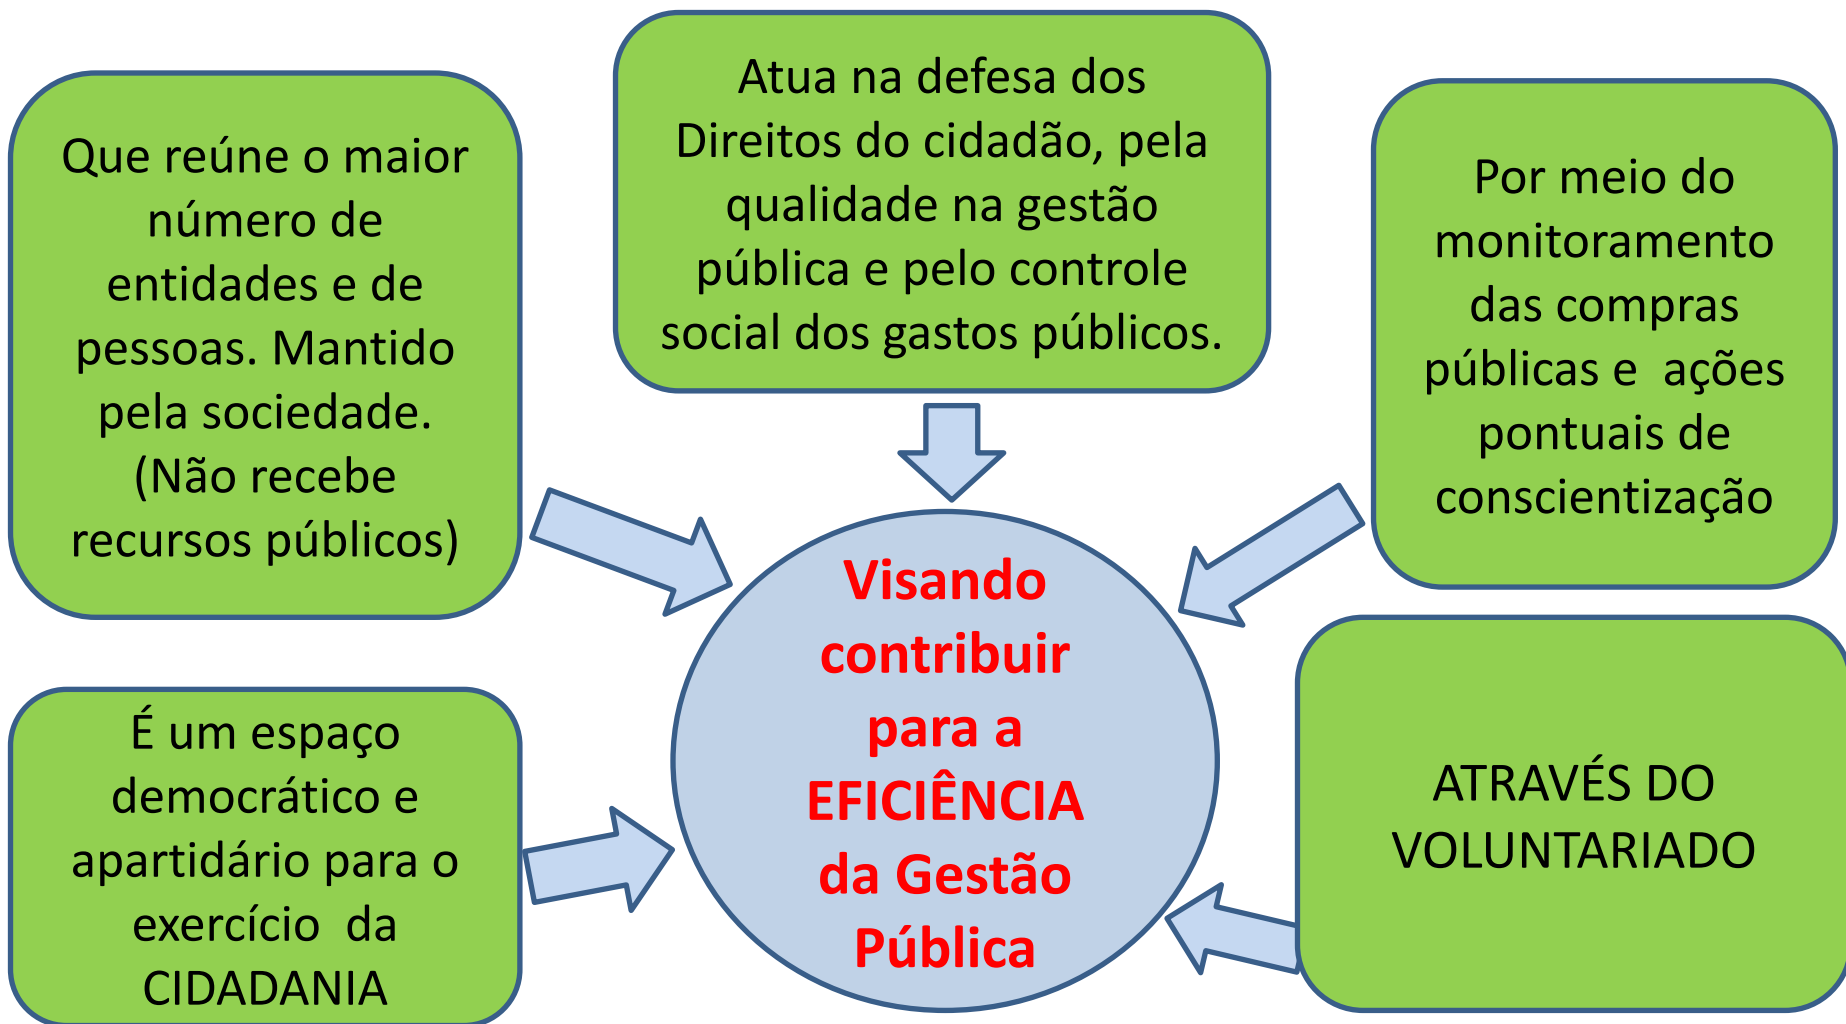 É um espaço
democrático e
apartidário para o
exercício da
CIDADANIA
Que reúne o maior
número de
entidades e de
pessoas. Mantido
pela sociedade.
(Não recebe
recursos públicos)
Atua na defesa dos
Direitos do cidadão, pela
qualidade na gestão
pública e pelo controle
social dos gastos públicos.
Por meio do
monitoramento
das compras
públicas e ações
pontuais de
conscientização
ATRAVÉS DO
VOLUNTARIADO
Visando
contribuir
para a
EFICIÊNCIA
da Gestão
Pública